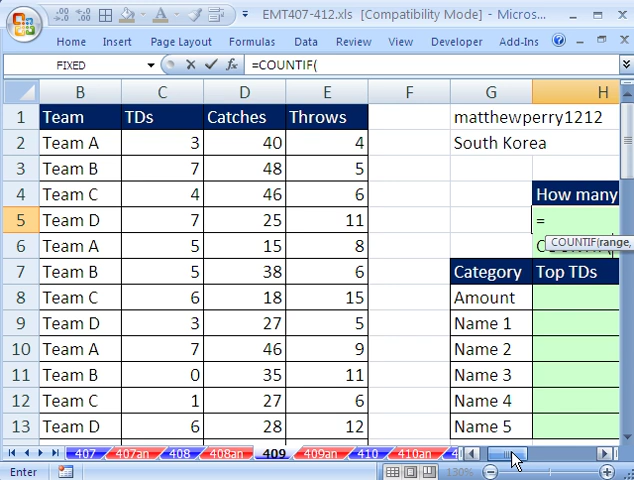 EMT407-412.xls [Compatibility Mode] - Micros...
Home Insert Page Layout Formulas Data Review View Developer Add-Ins
FIXED =COUNTIF(
B C D E F G H
1 Team TDs Catches Throws matthewperry1212
2 Team A 3 40 4 South Korea
3 Team B 7 48 5
4 Team C 4 46 6 How many
5 Team D 7 25 11 =
6 Team A 5 15 8
COUNTIF(range,
7 Team B 5 38 6 Category Top TDs
8 Team C 6 18 15 Amount
9 Team D 3 27 5 Name 1
10 Team A 7 46 9 Name 2
11 Team B 0 35 11 Name 3
12 Team C 1 27 6 Name 4
13 Team D 6 28 12 Name 5
407 407an 408 408an 409 409an 410 410an
Enter 130%